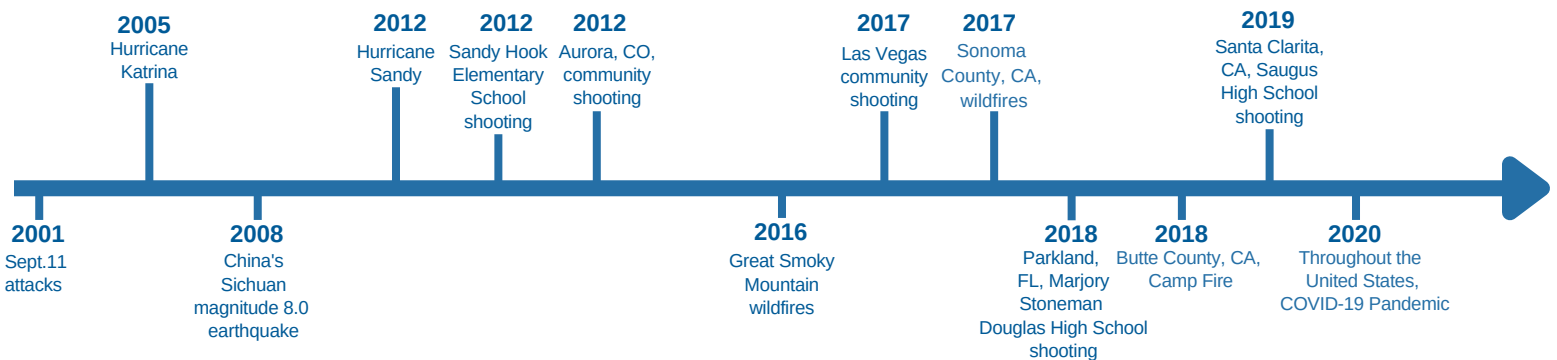 2005
Hurricane
Katrina
2012
Hurricane
Sandy
2012
Sandy Hook
Elementary
School
shooting
2012
Aurora, CO,
community
shooting
2017
Las Vegas
community
shooting
2017
Sonoma
County, CA,
wildfires
2019
Santa Clarita,
CA, Saugus
High School
shooting
2001
Sept.11
attacks
2008
China's
Sichuan
magnitude 8.0
earthquake
2016
Great Smoky
Mountain
wildfires
2018
Parkland,
FL, Marjory
Stoneman
Douglas High School
shooting
2018
Butte County, CA,
Camp Fire
2020
Throughout the
United States,
COVID-19 Pandemic